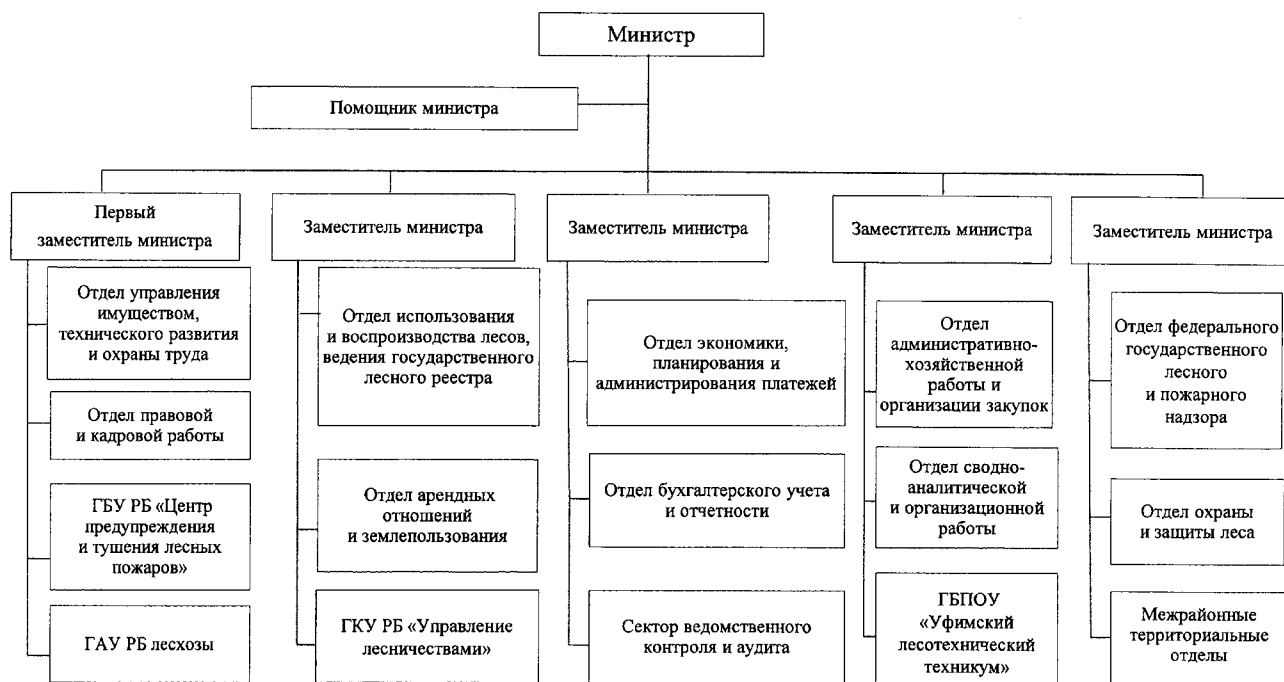 Министр
Помощник министра
Первый
заместитель министра
Заместитель министра
Заместитель министра
Заместитель министра
Заместитель министра
Отдел управления
имуществом,
технического развития
и охраны труда
Отдел правовой
и кадровой работы
ГБУ РБ «Центр
предупреждения
и тушения лесных
пожаров»
ГАУ РБ лесхозы
Отдел использования
и воспроизводства лесов,
ведения государственного
лесного реестра
Отдел арендных
отношений
и землепользования
ГКУ РБ «Управление
лесничествами»
Отдел экономики,
планирования и
администрирования платежей
Отдел бухгалтерского учета
и отчетности
Сектор ведомственного
контроля и аудита
Отдел
административно-
хозяйственной
работы и
организации закупок
Отдел сводно-
аналитической
и организационной
работы
ГБПОУ
«Уфимский
лесотехнический
техникум»
Отдел федерального
государственного
лесного
и пожарного
надзора
Отдел охраны
и защиты леса
Межрайонные
территориальные
отделы